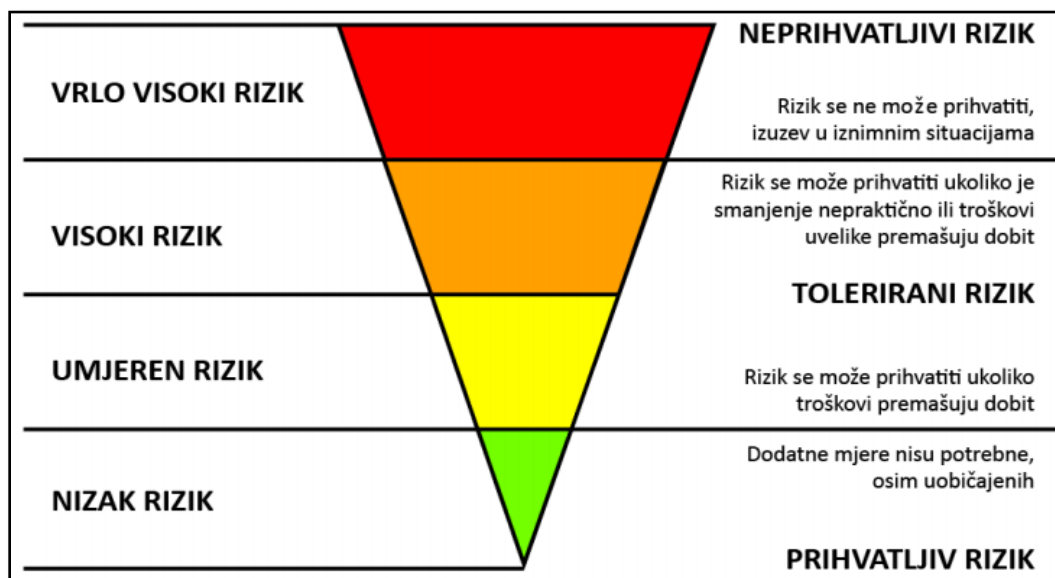 NEPRIHVATLJIVI RIZIK
VRLO VISOKI RIZIK
Rizik se ne može prihvatiti,
izuzev u iznimnim situacijama
Rizik se može prihvatiti ukoliko je
smanjenje nepraktično ili troškovi
uvelike premašuju dobit
VISOKI RIZIK
TOLERIRANI RIZIK
UMJEREN RIZIK
Rizik se može prihvatiti ukoliko
troškovi premašuju dobit
Dodatne mjere nisu potrebne,
osim uobičajenih
NIZAK RIZIK
PRIHVATLJIV RIZIK